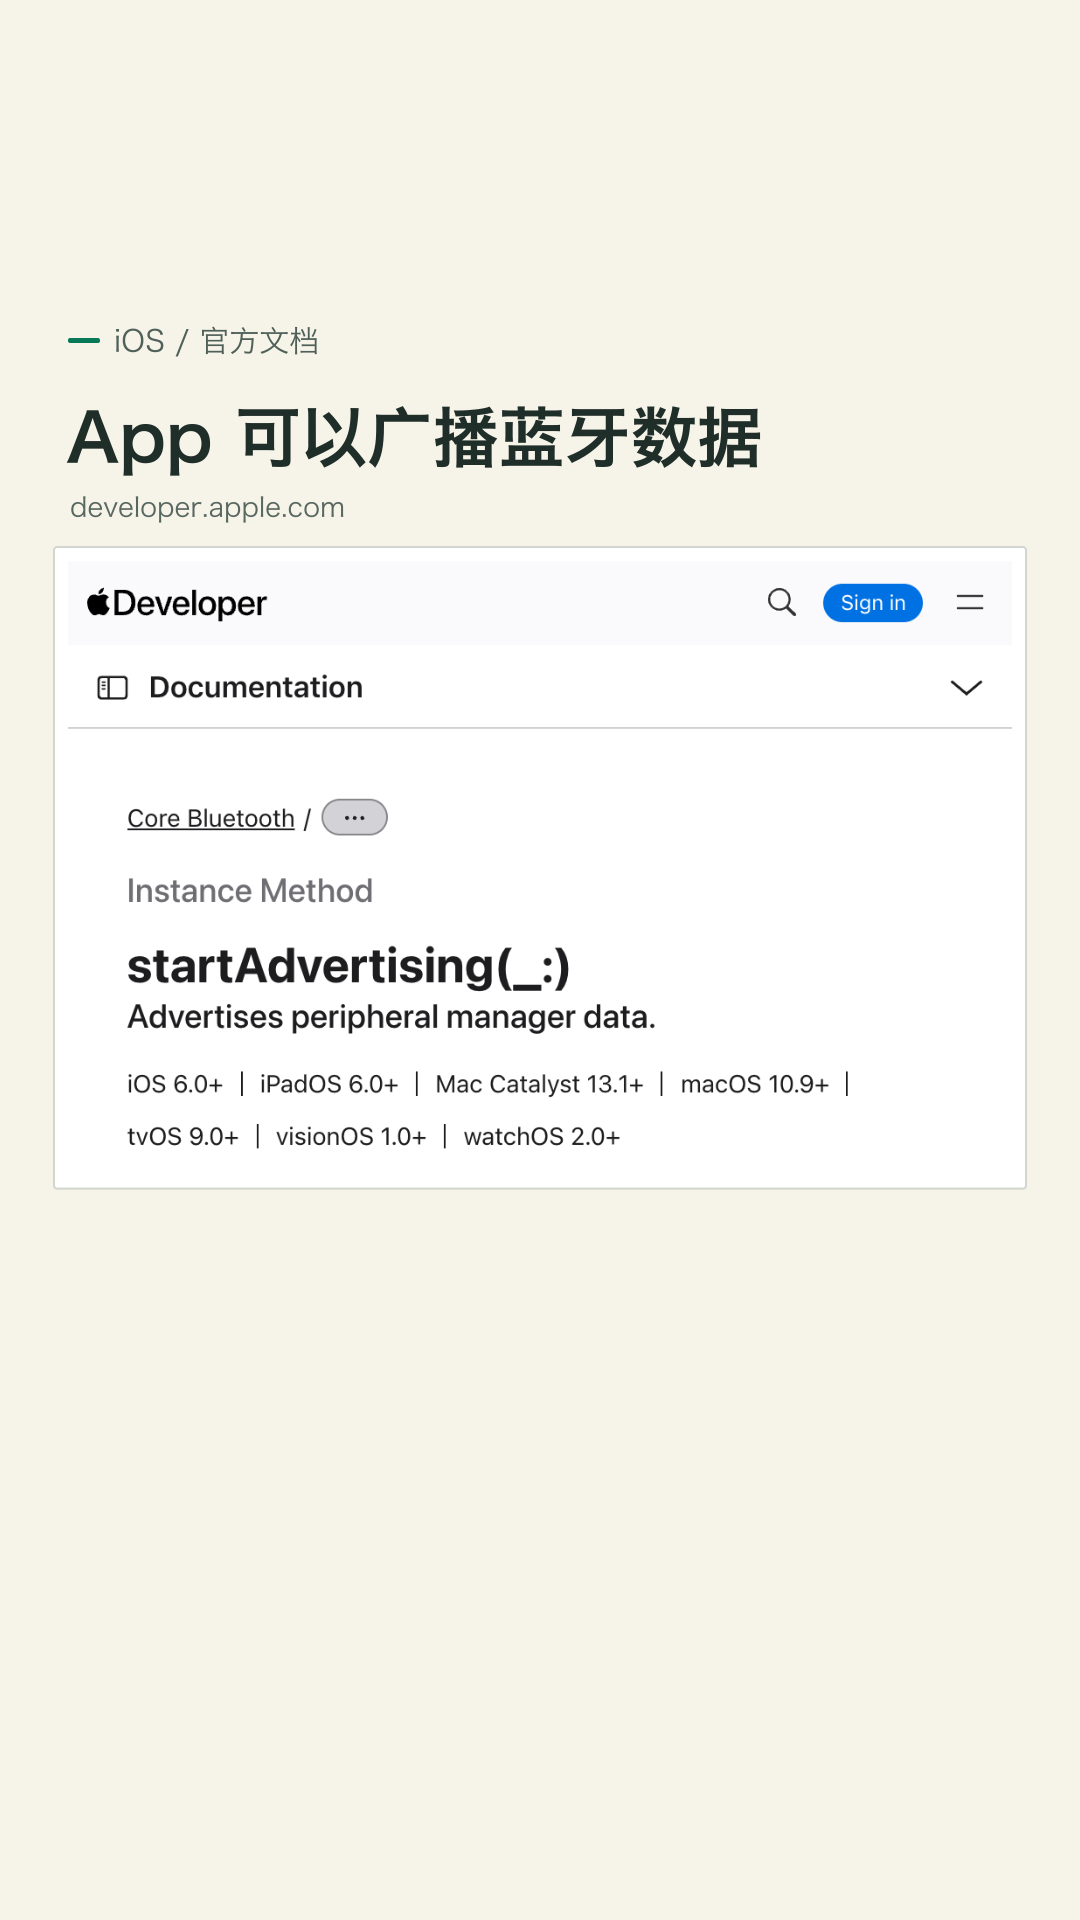 iOS / 官方文档
App 可以广播蓝牙数据
developer.apple.com
Developer
Sign in
Documentation
Core Bluetooth / ···
Instance Method
startAdvertising(_:)
Advertises peripheral manager data.
iOS 6.0+ | iPadOS 6.0+ | Mac Catalyst 13.1+ | macOS 10.9+ |
tvOS 9.0+ | visionOS 1.0+ | watchOS 2.0+